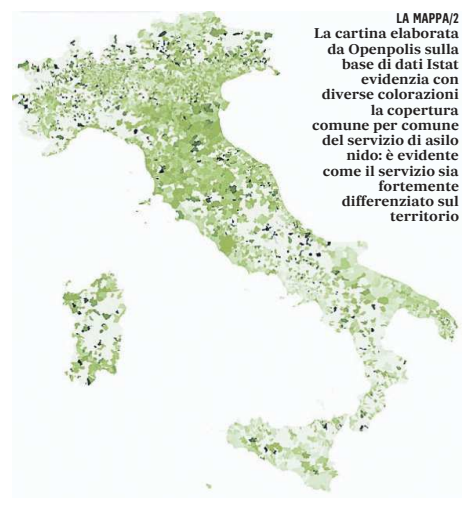 LA MAPPA/2
La cartina elaborata
da Openpolis sulla
base di dati Istat
evidenzia con
diverse colorazioni
la copertura
comune per comune
del servizio di asilo
nido: è evidente
come il servizio sia
fortemente
differenziato sul
territorio